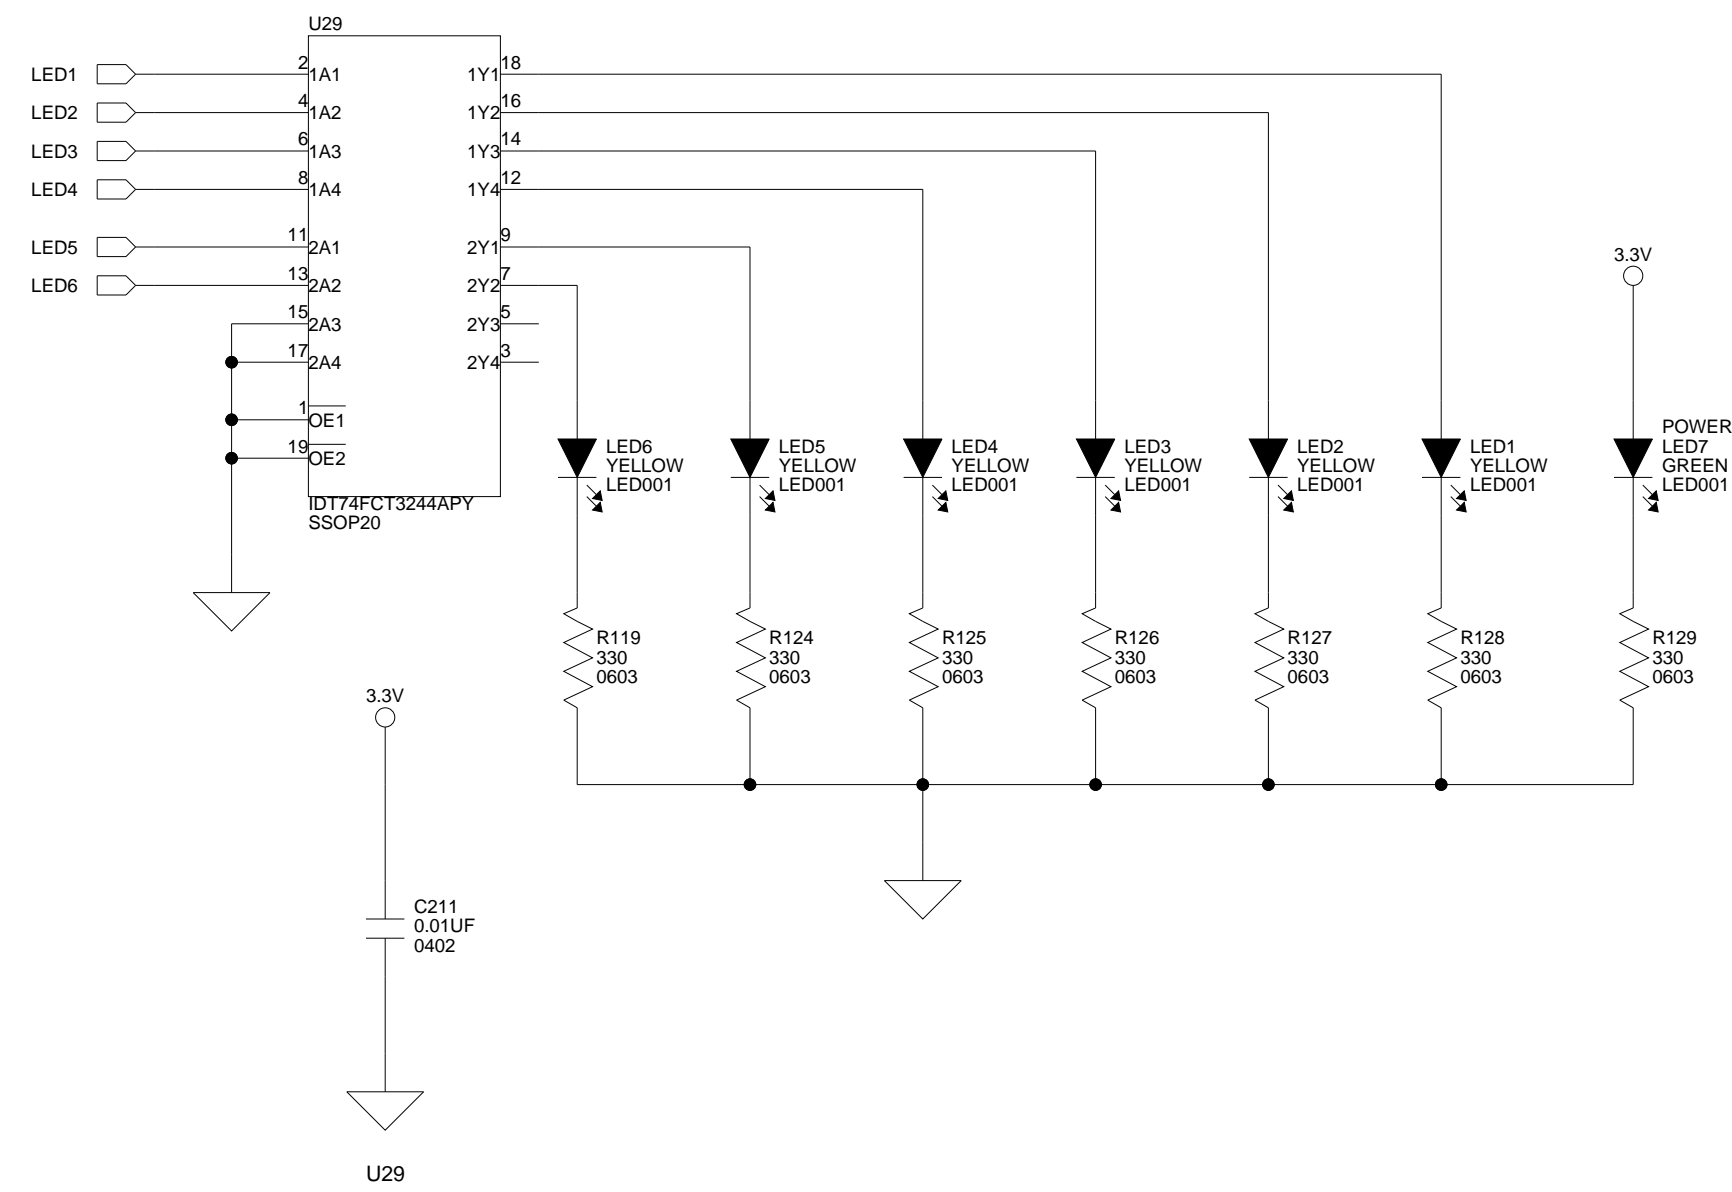 U29
LED1
2
1A1
1Y1
18
LED2
4
1A2
1Y2
16
LED3
6
1A3
1Y3
14
LED4
8
1A4
1Y4
12
LED5
11
2A1
2Y1
9
LED6
13
2A2
2Y2
7
15
2A3
2Y3
5
17
2A4
2Y4
3
1
OE1
19
OE2
IDT74FCT3244APY
SSOP20
3.3V
LED6
YELLOW
LED001
LED5
YELLOW
LED001
LED4
YELLOW
LED001
LED3
YELLOW
LED001
LED2
YELLOW
LED001
LED1
YELLOW
LED001
POWER
LED7
GREEN
LED001
R119
330
0603
R124
330
0603
R125
330
0603
R126
330
0603
R127
330
0603
R128
330
0603
R129
330
0603
3.3V
C211
0.01UF
0402
U29